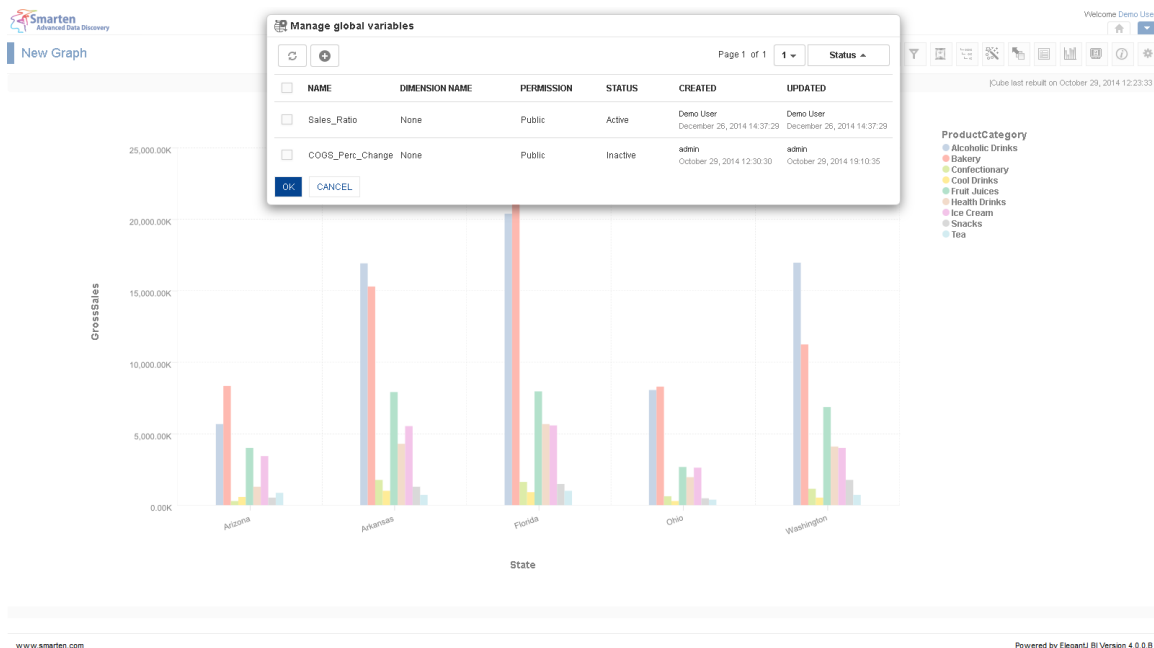 Smarten
Advanced Data Discovery
Welcome Demo Use
New Graph
Manage global variables
Page 1 of 1 1 Status
NAME DIMENSION NAME PERMISSION STATUS CREATED UPDATED
Sales_Ratio None Public Active Demo User Demo User
December 26, 2014 14:37:29 December 26, 2014 14:37:29
COGS_Perc_Change None Public Inactive admin admin
October 29, 2014 12:30:30 October 29, 2014 19:10:35
OK CANCEL
|Cube last rebuilt on October 29, 2014 12:23:33
ProductCategory
Alcoholic Drinks
Bakery
Confectionary
Cool Drinks
Fruit Juices
Health Drinks
Ice Cream
Snacks
Tea
GrossSales
25,000.00K
20,000.00K
15,000.00K
10,000.00K
5,000.00K
0.00K
Arizona Arkansas Florida Ohio Washington
State
www.smarten.com
Powered by ElegantJ BI Version 4.0.0.B